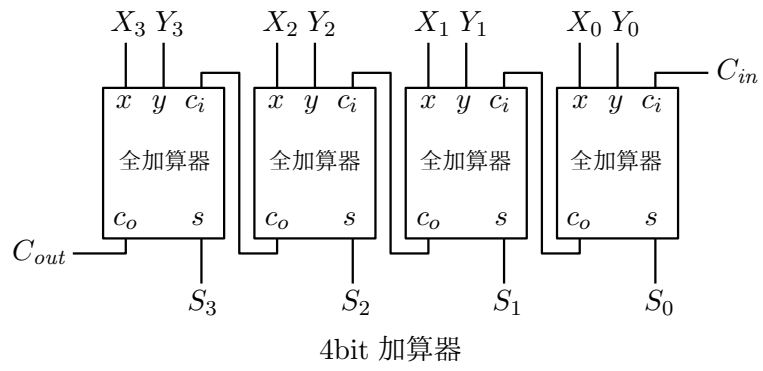 X3 Y3 X2 Y2 X1 Y1 X0 Y0
Cin
x y ci x y ci x y ci x y ci
全加算器 全加算器 全加算器 全加算器
co s co s co s co s
Cout
S3 S2 S1 S0
4bit 加算器